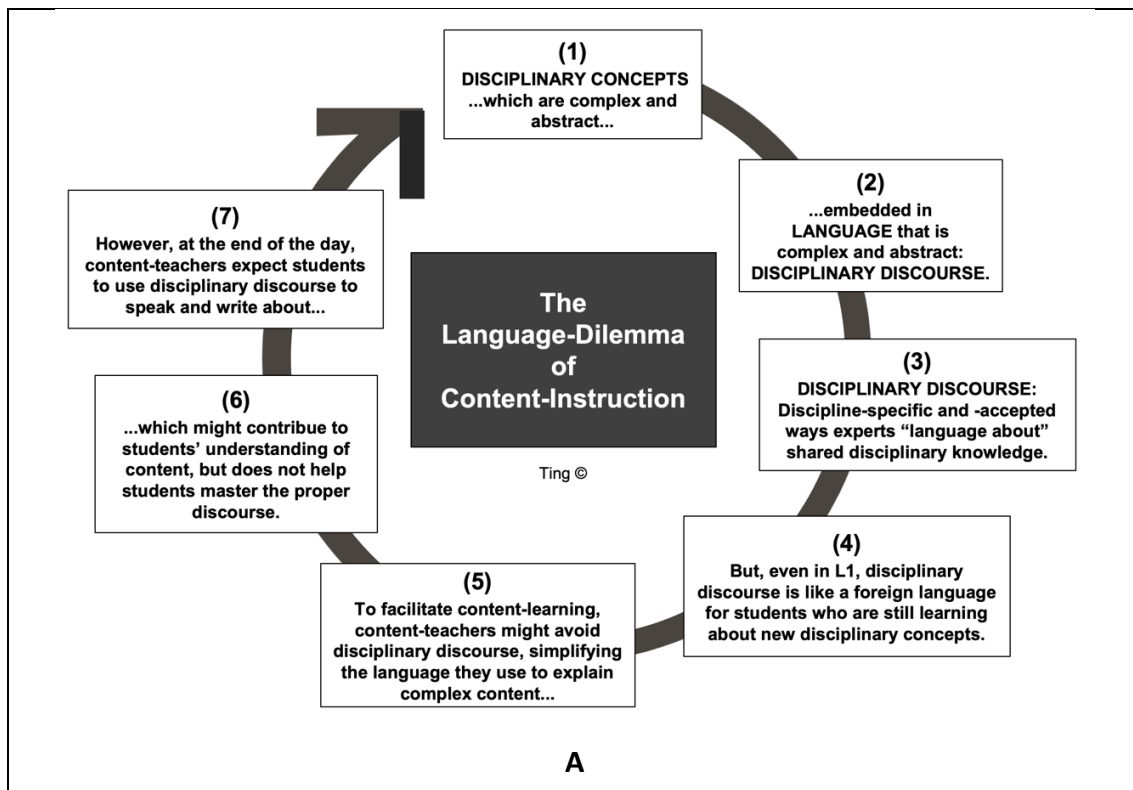 (1)
DISCIPLINARY CONCEPTS
...which are complex and
abstract...
(2)
...embedded in
LANGUAGE that is
complex and abstract:
DISCIPLINARY DISCOURSE.
(3)
DISCIPLINARY DISCOURSE:
Discipline-specific and -accepted
ways experts “language about”
shared disciplinary knowledge.
(4)
But, even in L1, disciplinary
discourse is like a foreign language
for students who are still learning
about new disciplinary concepts.
(5)
To facilitate content-learning,
content-teachers might avoid
disciplinary discourse, simplifying
the language they use to explain
complex content...
(6)
...which might contribue to
students’ understanding of
content, but does not help
students master the proper
discourse.
(7)
However, at the end of the day,
content-teachers expect students
to use disciplinary discourse to
speak and write about...
The
Language-Dilemma
of
Content-Instruction
Ting ©
A